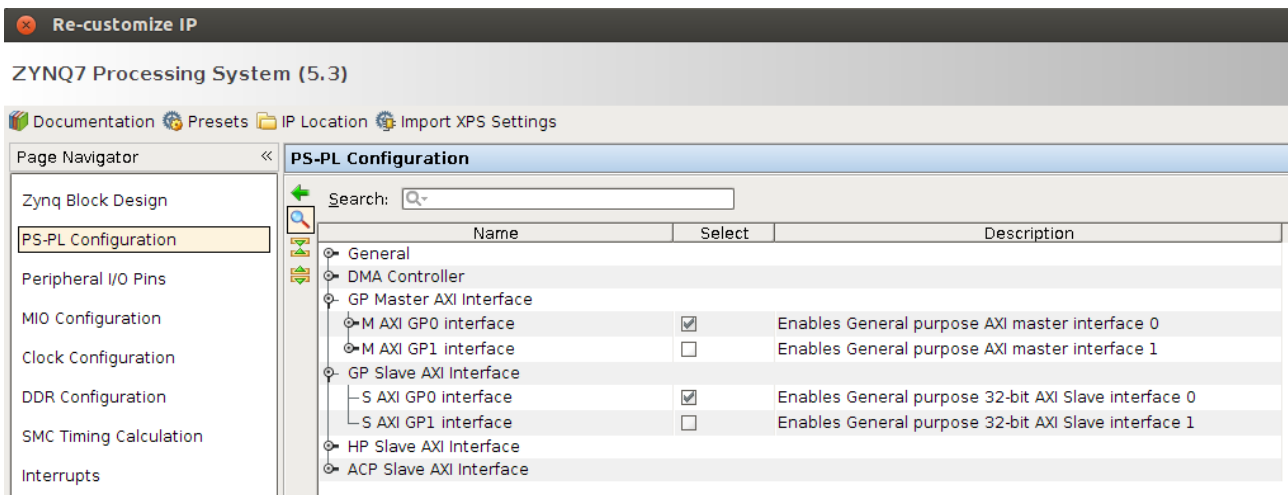 Re-customize IP
ZYNQ7 Processing System (5.3)
Documentation Presets IP Location Import XPS Settings
Page Navigator «
Zynq Block Design
PS-PL Configuration
Peripheral I/O Pins
MIO Configuration
Clock Configuration
DDR Configuration
SMC Timing Calculation
Interrupts
PS-PL Configuration
Search:
Name Select Description
General
DMA Controller
GP Master AXI Interface
M AXI GP0 interface Enables General purpose AXI master interface 0
M AXI GP1 interface Enables General purpose AXI master interface 1
GP Slave AXI Interface
S AXI GP0 interface Enables General purpose 32-bit AXI Slave interface 0
S AXI GP1 interface Enables General purpose 32-bit AXI Slave interface 1
HP Slave AXI Interface
ACP Slave AXI Interface